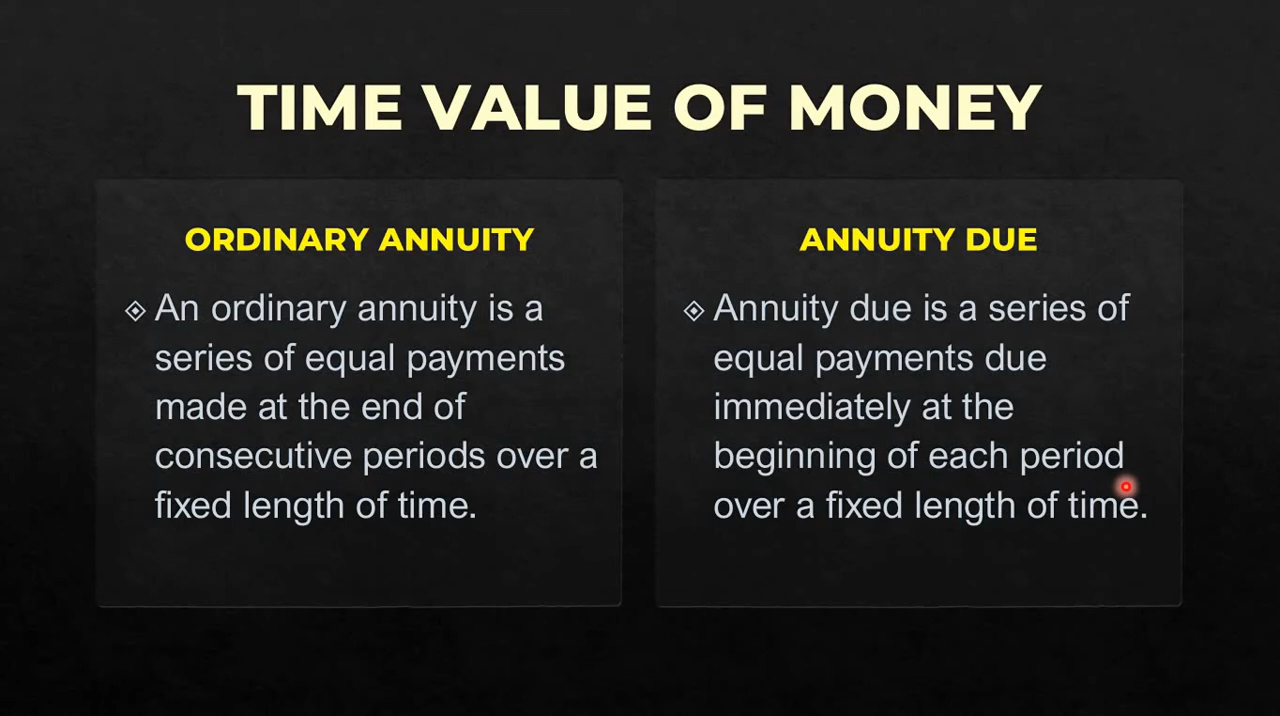 TIME VALUE OF MONEY
ORDINARY ANNUITY
An ordinary annuity is a
series of equal payments
made at the end of
consecutive periods over a
fixed length of time.
ANNUITY DUE
Annuity due is a series of
equal payments due
immediately at the
beginning of each period
over a fixed length of time.